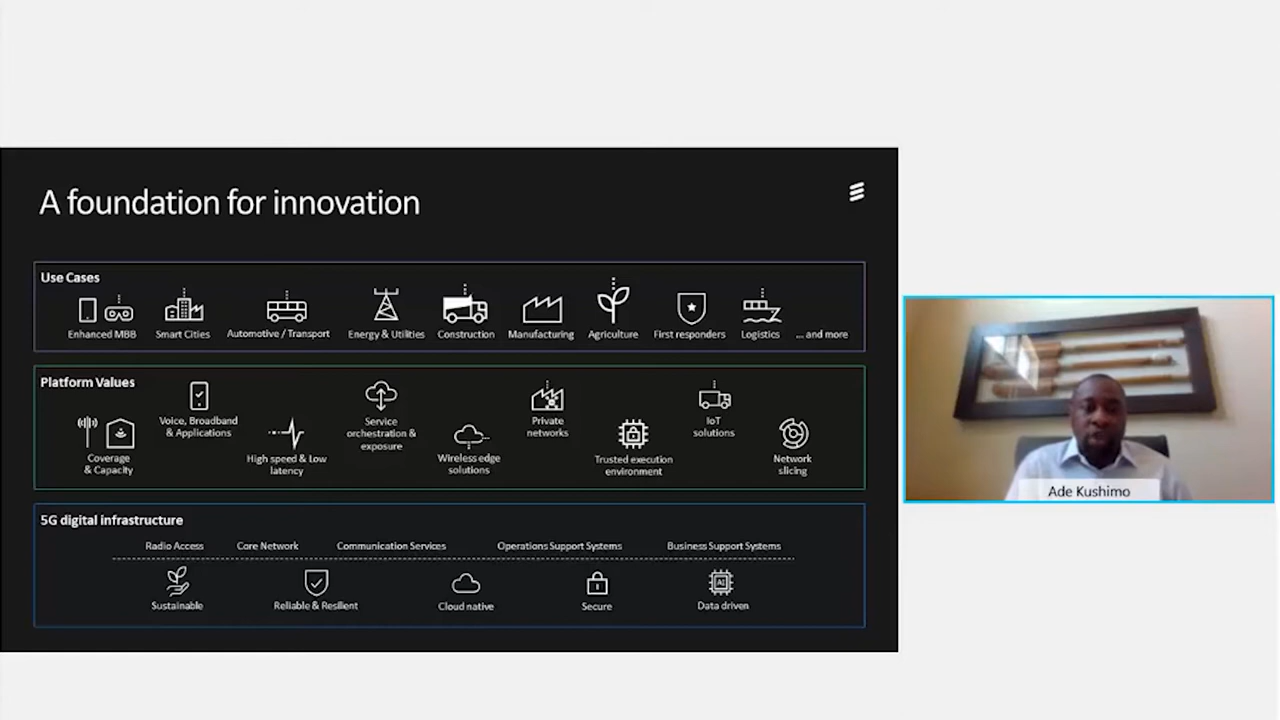 A foundation for innovation
Use Cases
Enhanced MBB
Smart Cities
Automotive / Transport
Energy & Utilities
Construction
Manufacturing
Agriculture
First responders
Logistics
... and more
Platform Values
Coverage
& Capacity
Voice, Broadband
& Applications
High speed & Low
latency
Service
orchestration &
exposure
Wireless edge
solutions
Private
networks
Trusted execution
environment
IoT
solutions
Network
slicing
5G digital infrastructure
Radio Access
Core Network
Communication Services
Operations Support Systems
Business Support Systems
Sustainable
Reliable & Resilient
Cloud native
Secure
AI
Data driven
Ade Kushimo